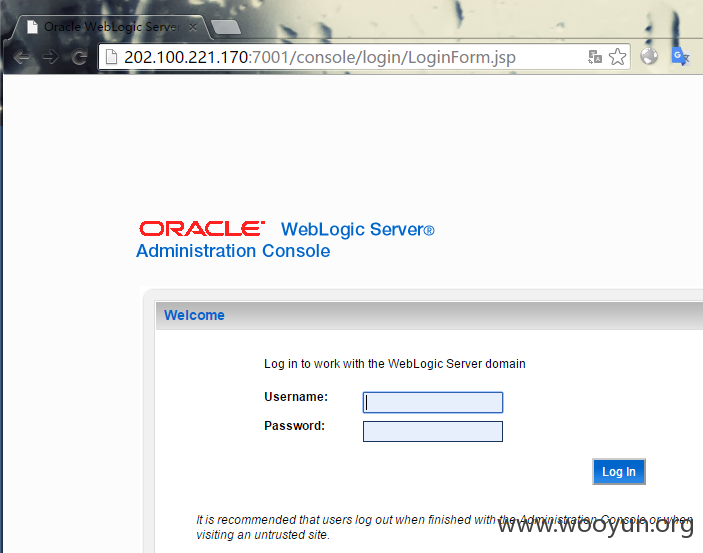 Oracle WebLogic Server
202.100.221.170:7001/console/login/LoginForm.jsp
ORACLE WebLogic Server®
Administration Console
Welcome
Log in to work with the WebLogic Server domain
Username:
Password:
Log In
It is recommended that users log out when finished with the Administration Console or when
visiting an untrusted site.
www.wooyun.org